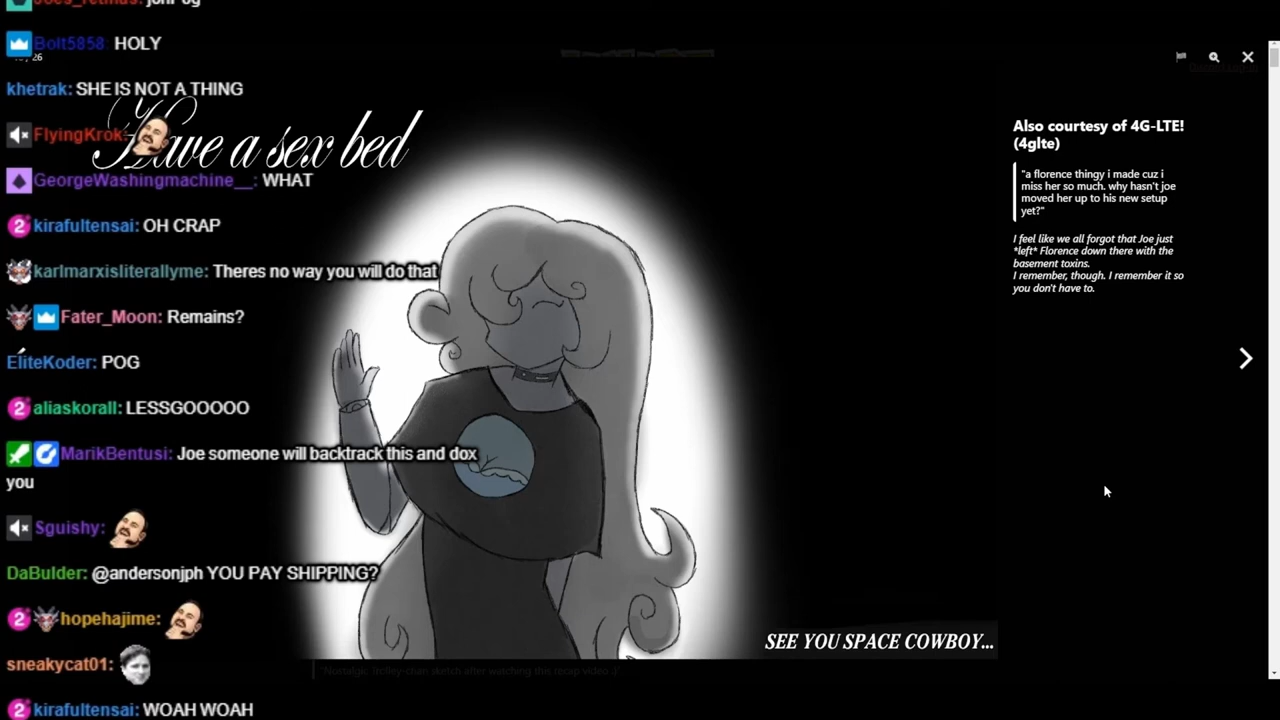 Bolt5858: HOLY
khetrak: SHE IS NOT A THING
FlyingKrok:
Have a sex bed
GeorgeWashingmachine__: WHAT
kirafultensai: OH CRAP
karlmarxisliterallyme: Theres no way you will do that
Fater_Moon: Remains?
EliteKoder: POG
aliaskorall: LESSGOOOOO
MarikBentusi: Joe someone will backtrack this and dox
you
Sguishy:
DaBulder: @andersonjph YOU PAY SHIPPING?
hopehajime:
sneakycat01:
kirafultensai: WOAH WOAH
SEE YOU SPACE COWBOY...
Also courtesy of 4G-LTE!
(4glte)
"a florence thingy i made cuz i
miss her so much. why hasn't joe
moved her up to his new setup
yet?"
I feel like we all forgot that Joe just
*left* Florence down there with the
basement toxins.
I remember, though. I remember it so
you don't have to.